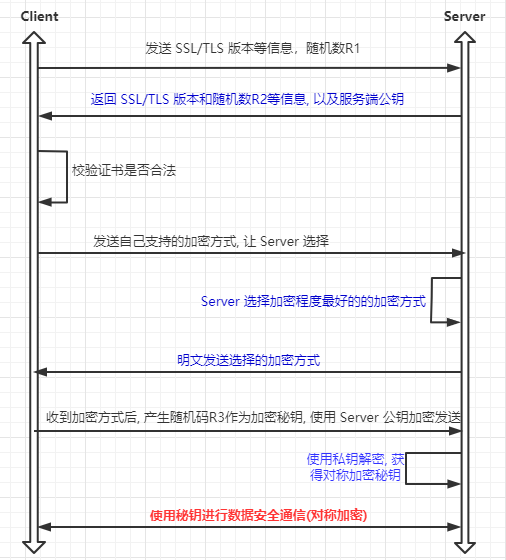 Client
Server
发送 SSL/TLS 版本等信息，随机数R1
返回 SSL/TLS 版本和随机数R2等信息, 以及服务端公钥
校验证书是否合法
发送自己支持的加密方式, 让 Server 选择
Server 选择加密程度最好的的加密方式
明文发送选择的加密方式
收到加密方式后, 产生随机码R3作为加密秘钥, 使用 Server 公钥加密发送
使用私钥解密, 获
得对称加密秘钥
使用秘钥进行数据安全通信(对称加密)